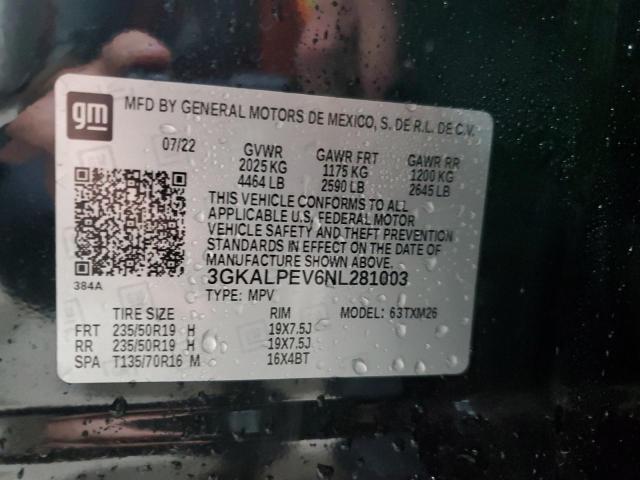 gm
MFD BY GENERAL MOTORS DE MEXICO, S. DE R.L. DE C.V.
07/22 GVWR GAWR FRT GAWR RR
2025 KG 1175 KG 1200 KG
4464 LB 2590 LB 2645 LB
THIS VEHICLE CONFORMS TO ALL
APPLICABLE U.S. FEDERAL MOTOR
VEHICLE SAFETY AND THEFT PREVENTION
STANDARDS IN EFFECT ON THE DATE OF
MANUFACTURE SHOWN ABOVE.
3GKALPEV6NL281003
384A
TYPE: MPV MODEL: 63TXM26
TIRE SIZE RIM
FRT 235/50R19 H 19X7.5J
RR 235/50R19 H 19X7.5J
SPA T135/70R16 M 16X4BT